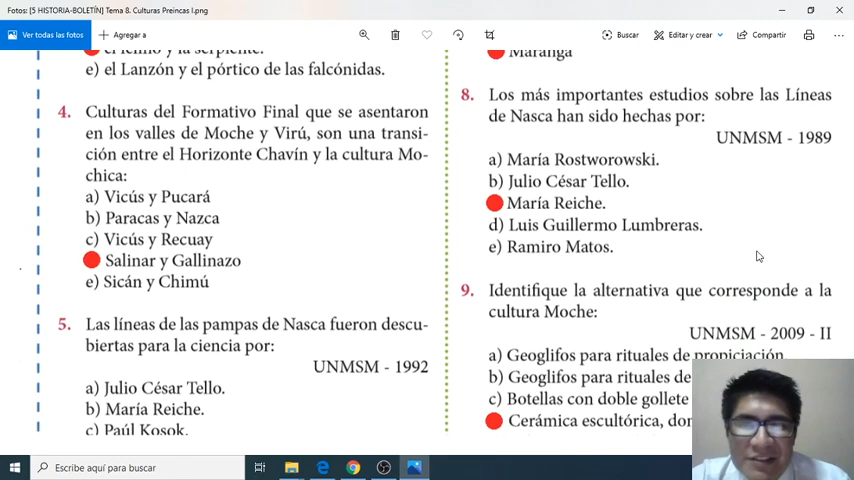 Fotos: [5 HISTORIA-BOLETÍN] Tema 8. Culturas Preincas I.png
Ver todas las fotos
Agregar a
Buscar
Editar y crear
Compartir
el felino y la serpiente.
e) el Lanzón y el pórtico de las falcónidas.
4. Culturas del Formativo Final que se asentaron
en los valles de Moche y Virú, son una transi-
ción entre el Horizonte Chavín y la cultura Mo-
chica:
a) Vicús y Pucará
b) Paracas y Nazca
c) Vicús y Recuay
Salinar y Gallinazo
e) Sicán y Chimú
5. Las líneas de las pampas de Nasca fueron descu-
biertas para la ciencia por:
UNMSM - 1992
a) Julio César Tello.
b) María Reiche.
c) Paúl Kosok.
Maranga
8. Los más importantes estudios sobre las Líneas
de Nasca han sido hechas por:
UNMSM - 1989
a) María Rostworowski.
b) Julio César Tello.
María Reiche.
d) Luis Guillermo Lumbreras.
e) Ramiro Matos.
9. Identifique la alternativa que corresponde a la
cultura Moche:
UNMSM - 2009 - II
a) Geoglifos para rituales de propiciación
b) Geoglifos para rituales de
c) Botellas con doble gollete
Cerámica escultórica,
Escribe aquí para buscar